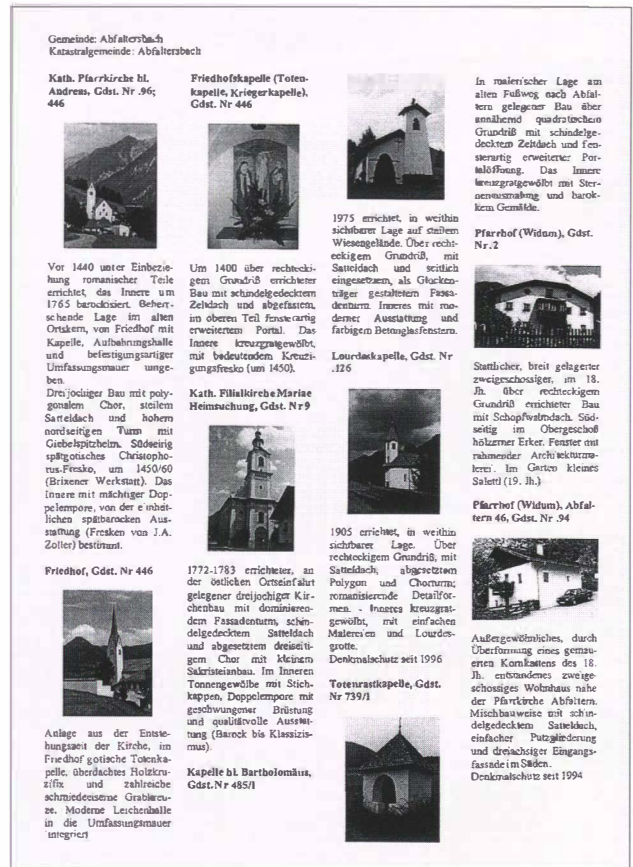 Gemeinde: Abfaltersbach
Katastralgemeinde: Abfaltersbach
Kath. Pfarrkirche hl.
Andreas, Gdst. Nr .96;
446
Vor 1440 unter Einbezie-
hung romanischer Teile
errichtet, das Innere um
1765 barockisiert. Beherr-
schende Lage im alten
Ortskern, von Friedhof mit
Kapelle, Aufbahrungshalle
und befestigungsartiger
Umfassungsmauer umge-
ben.
Dreijochiger Bau mit poly-
gonalem Chor, steilem
Satteldach und hohem
nordseitigen Turm mit
Giebelspitzhelm. Südseitig
spätgotisches Christopho-
rus-Fresko, um 1450/60
(Brixener Werkstatt). Das
Innere mit mächtiger Dop-
pelempore, von der einheit-
lichen spätbarocken Aus-
stattung (Fresken von J.A.
Zoller) bestimmt.
Friedhof, Gdst. Nr 446
Anlage aus der Entste-
hungszeit der Kirche, im
Friedhof gotische Totenka-
pelle, überdachtes Holzkru-
zifix und zahlreiche
schmiedeeiserne Grabkreu-
ze. Moderne Leichenhalle
in die Umfassungsmauer
integriert
Friedhofskapelle (Toten-
kapelle, Kriegerkapelle),
Gdst. Nr 446
Um 1400 über rechtecki-
gem Grundriß errichteter
Bau mit schindelgedecktem
Zeltdach und abgefastem,
im oberen Teil fensterartig
erweitertem Portal. Das
Innere kreuzgratgewölbt,
mit bedeutendem Kreuzi-
gungsfresko (um 1450).
Kath. Filialkirche Mariae
Heimsuchung, Gdst. Nr 9
1772-1783 errichteter, an
der östlichen Ortseinfahrt
gelegener dreijochiger Kir-
chenbau mit dominieren-
dem Fassadenturm, schin-
delgedecktem Satteldach
und abgesetztem dreiseiti-
gem Chor mit kleinem
Sakristeianbau. Im Inneren
Tonnengewölbe mit Stich-
kappen, Doppelempore mit
geschwungener Brüstung
und qualitätvolle Ausstat-
tung (Barock bis Klassizis-
mus).
Kapelle hl. Bartholomäus,
Gdst.Nr 485/1
1975 errichtet, in weithin
sichtbarer Lage auf steilem
Wiesengelände. Über recht-
eckigem Grundriß, mit
Satteldach und seitlich
eingesetztem, als Glocken-
träger gestaltetem Fassa-
denturm. Inneres mit mo-
derner Ausstattung und
farbigem Betonglasfenstern.
Lourdeskapelle, Gdst. Nr
.126
1905 errichtet, in weithin
sichtbarer Lage. Über
rechteckigem Grundriß, mit
Satteldach, abgesetztem
Polygon und Chorturm;
romanisierende Detailfor-
men. - Inneres kreuzgrat-
gewölbt, mit einfachen
Malereien und Lourdes-
grotte.
Denkmalschutz seit 1996
Totenrastkapelle, Gdst.
Nr 739/1
In malerischer Lage am
alten Fußweg nach Abfal-
tern gelegener Bau über
annähernd quadratischem
Grundriß mit schindelge-
decktem Zeltdach und fen-
sterartig erweiterter Por-
talöffnung. Das Innere
kreuzgratgewölbt mit Ster-
nenausmalung und barok-
kem Gemälde.
Pfarrhof (Widum), Gdst.
Nr.2
Stattlicher, breit gelagerter
zweigeschossiger, im 18.
Jh. über rechteckigem
Grundriß errichteter Bau
mit Schopfwalmdach. Süd-
seitig im Obergeschoß
hölzerner Erker. Fenster mit
rahmender Architekturma-
lerei. Im Garten kleines
Salettl (19. Jh.)
Pfarrhof (Widum), Abfal-
tern 46, Gdst. Nr .94
Außergewöhnliches, durch
Überformung eines gemau-
erten Kornkastens des 18.
Jh. entstandenes zweige-
schossiges Wohnhaus nahe
der Pfarrkirche Abfaltern.
Mischbauweise mit schin-
delgedecktem Satteldach,
einfacher Putzgliederung
und dreiachsiger Eingangs-
fassade im Süden.
Denkmalschutz seit 1994